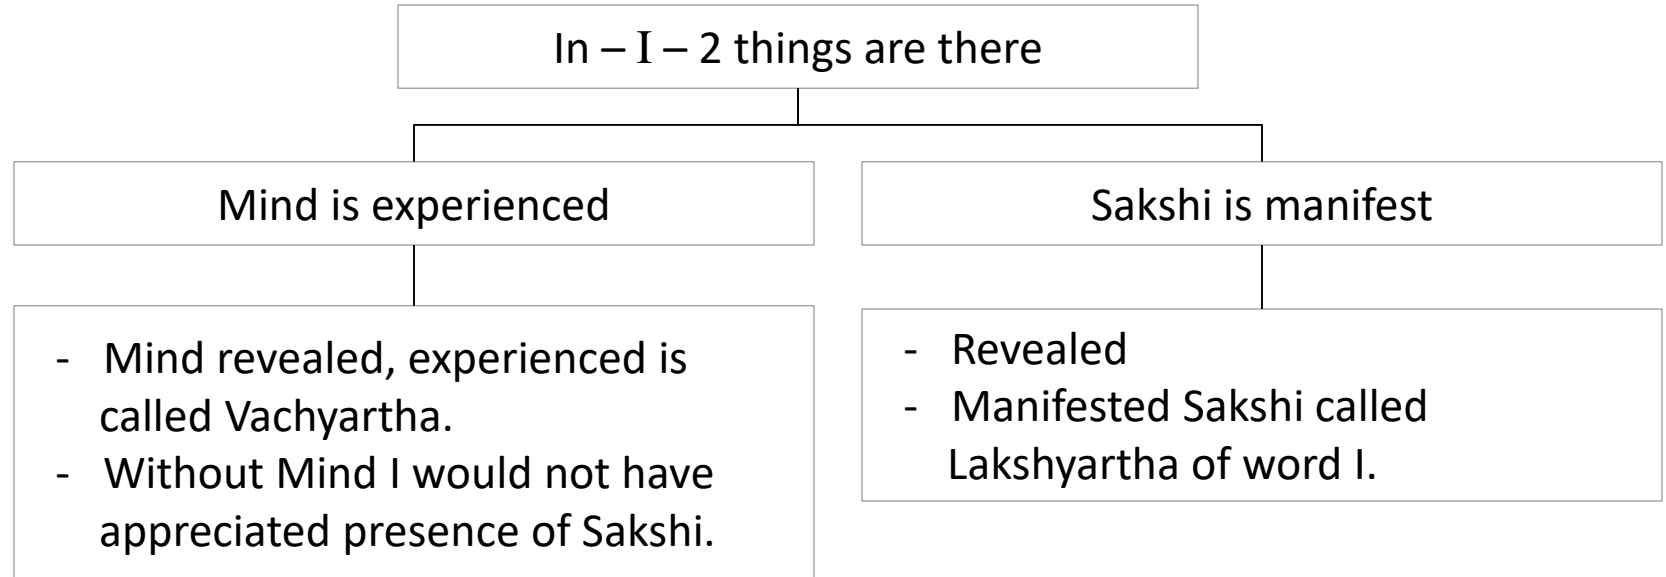 In – I – 2 things are there
Mind is experienced
Sakshi is manifest
- Mind revealed, experienced is
called Vachyartha.
- Without Mind I would not have
appreciated presence of Sakshi.
- Revealed
- Manifested Sakshi called
Lakshyartha of word I.